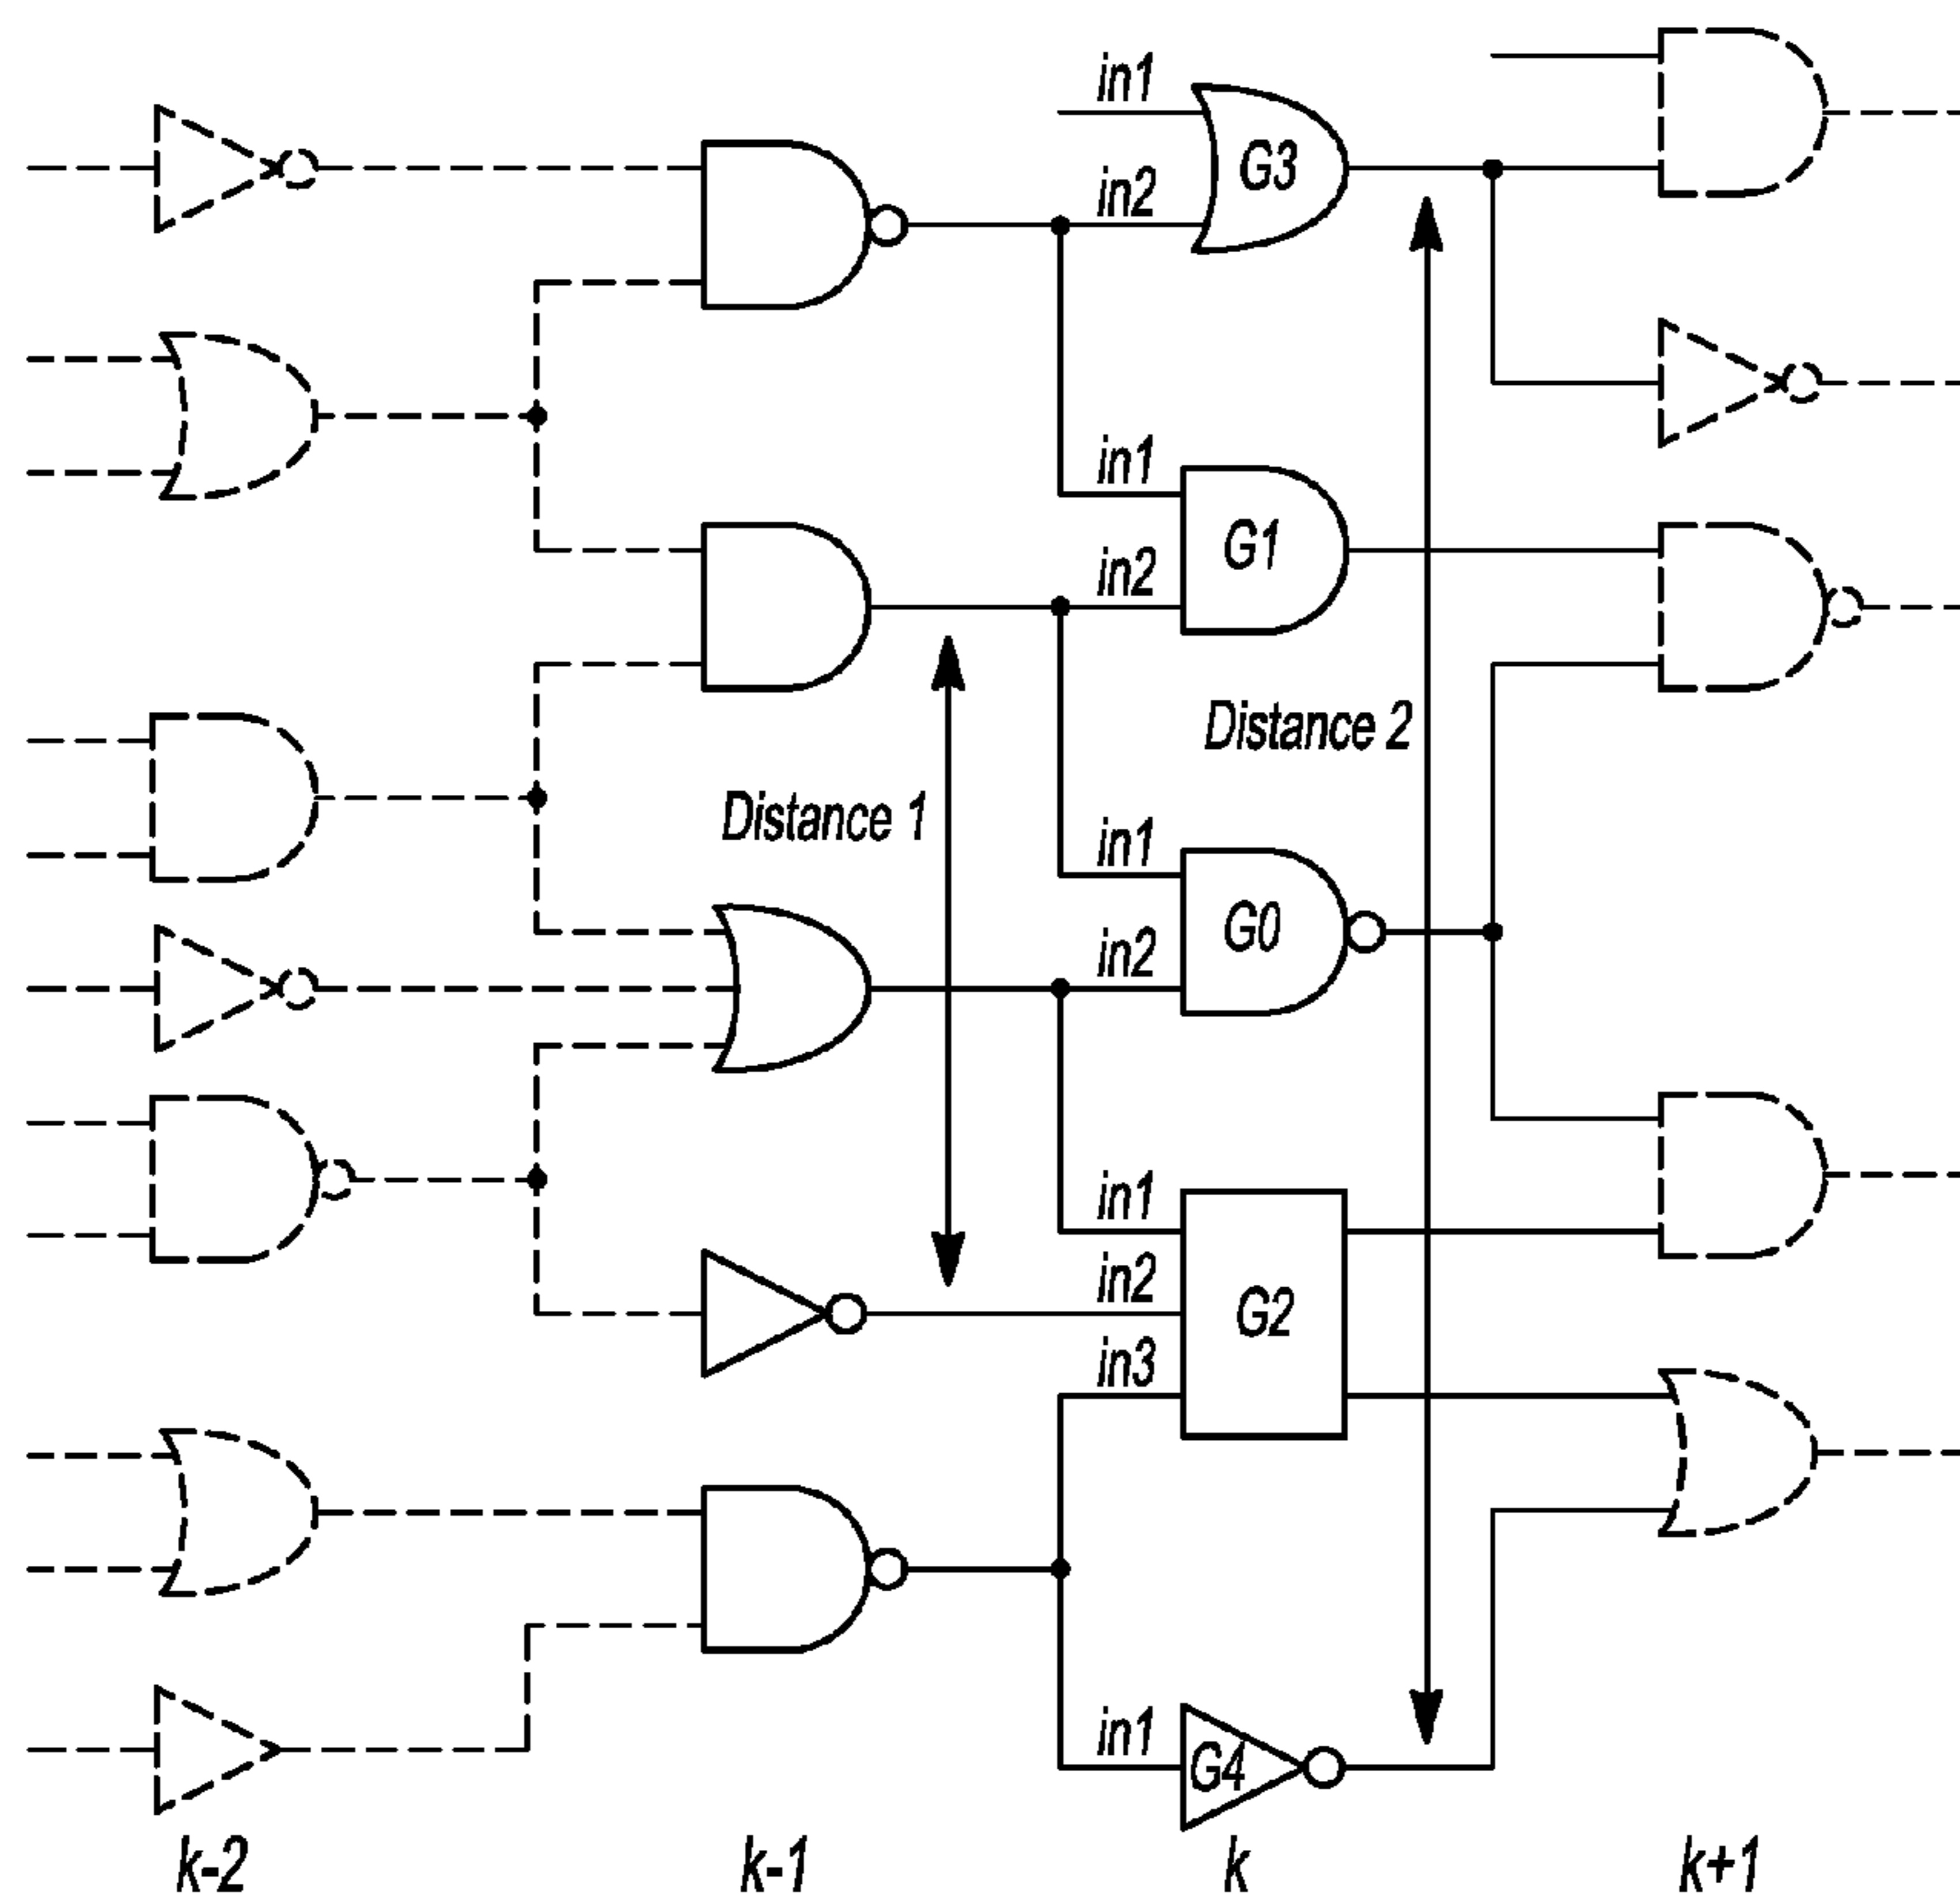 in1
G3
in2
in1
G1
in2
Distance 2
Distance 1
in1
G0
in2
in1
in2
G2
in3
in1
G4
k-2
k-1
k
k+1